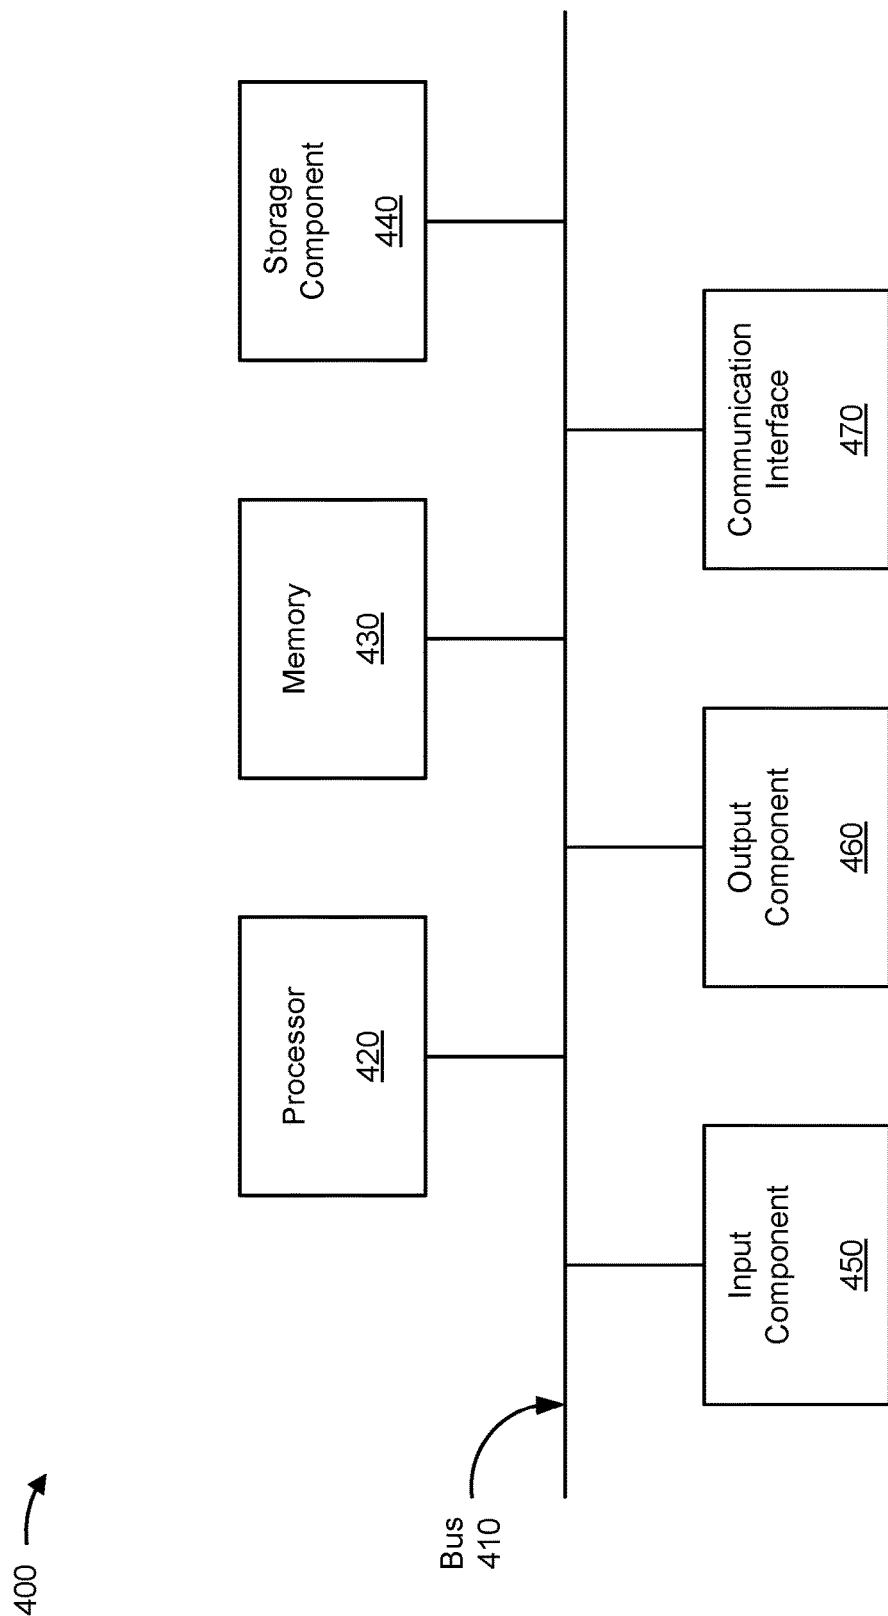 400
Bus
410
Processor
420
Memory
430
Storage
Component
440
Input
Component
450
Output
Component
460
Communication
Interface
470